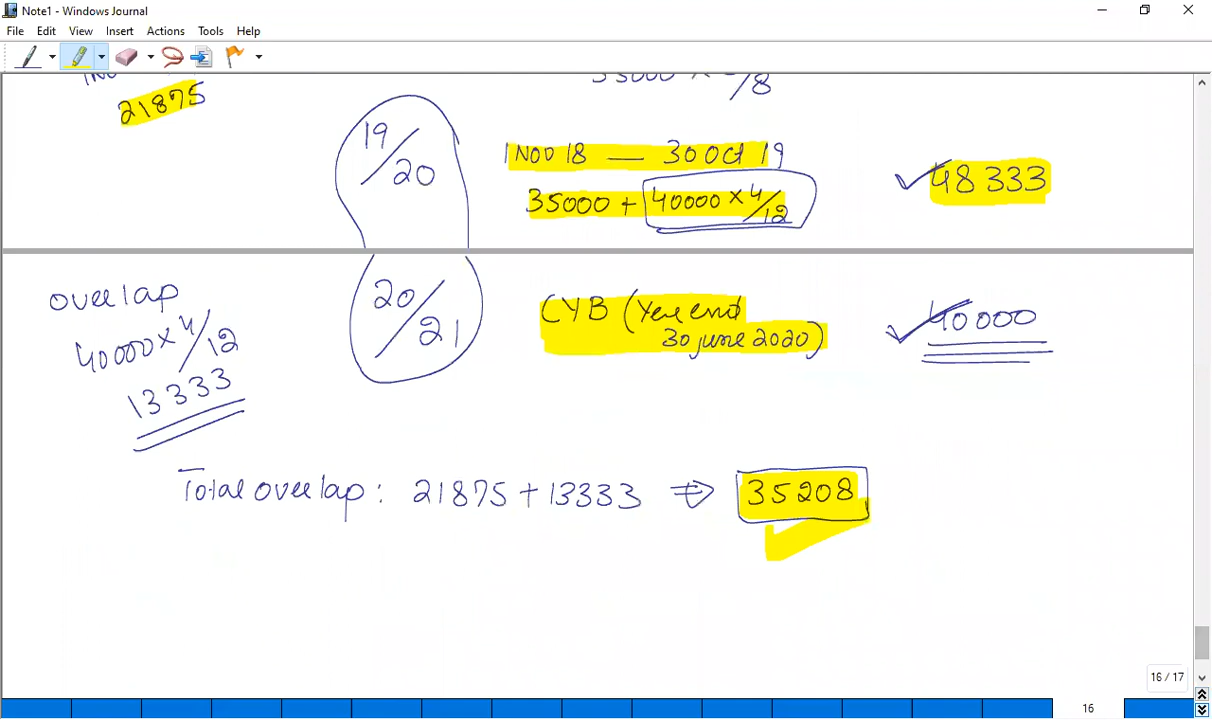 Note1 - Windows Journal
File Edit View Insert Actions Tools Help
21875
19/20
1 NOV 18 — 30 Oct 19
35000 + 40000 × 4/12
48333
overlap
40000 × 4/12
13333
20/21
CYB (Year end
30 june 2020)
40000
Total overlap: 21875 + 13333 ⇒ 35208
16 / 17
16